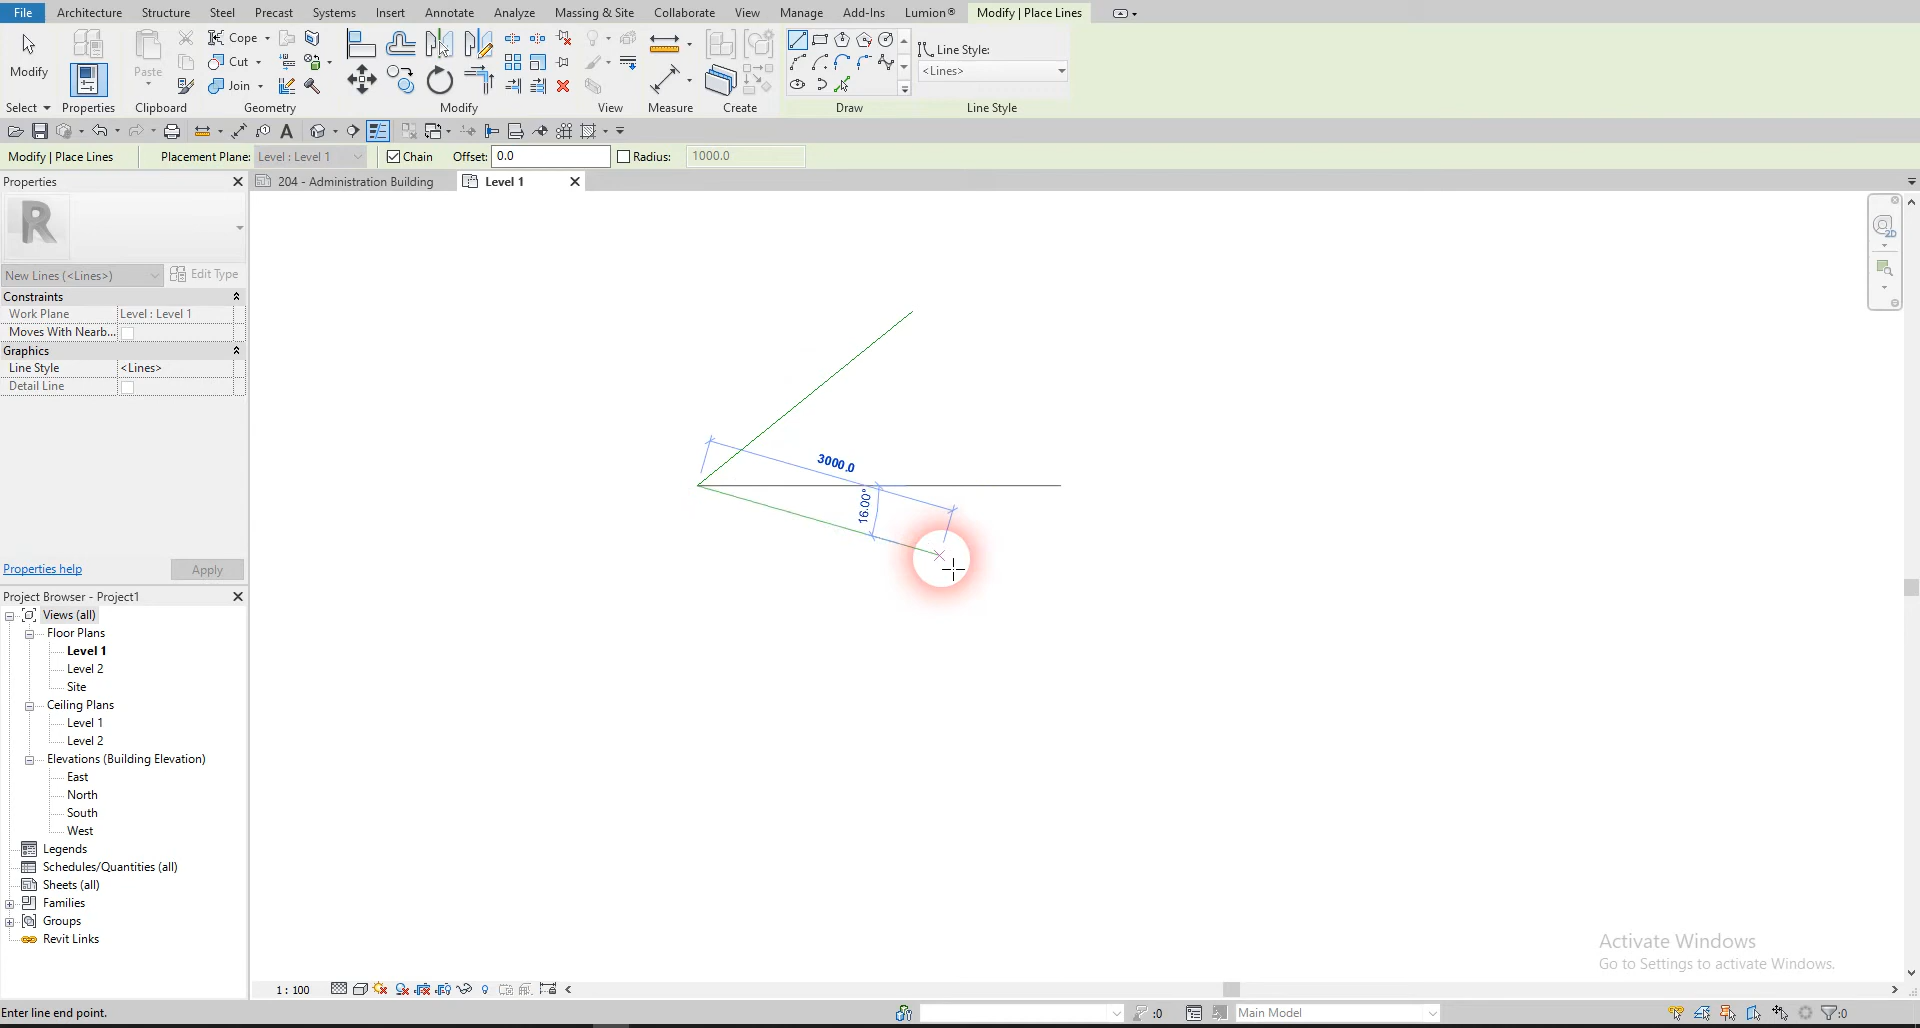 File Architecture Structure Steel Precast Systems Insert Annotate Analyze Massing & Site Collaborate View Manage Add-Ins Lumion® Modify | Place Lines
Cope
Line Style:
Modify Paste Cut <Lines>
Join
Select Properties Clipboard Geometry Modify View Measure Create Draw Line Style
A
Modify | Place Lines Placement Plane: Level : Level 1 Chain Offset: 0.0 Radius: 1000.0
Properties 204 - Administration Building Level 1
R
2D
New Lines (<Lines>) Edit Type
Constraints
Work Plane Level : Level 1
Moves With Nearb...
Graphics
Line Style <Lines>
Detail Line
3000.0
16.00°
Properties help Apply
Project Browser - Project1
Views (all)
Floor Plans
Level 1
Level 2
Site
Ceiling Plans
Level 1
Level 2
Elevations (Building Elevation)
East
North
South
West
Legends
Schedules/Quantities (all)
Sheets (all)
Families
Groups
Revit Links
Activate Windows
Go to Settings to activate Windows.
1 : 100
Enter line end point. :0 Main Model :0